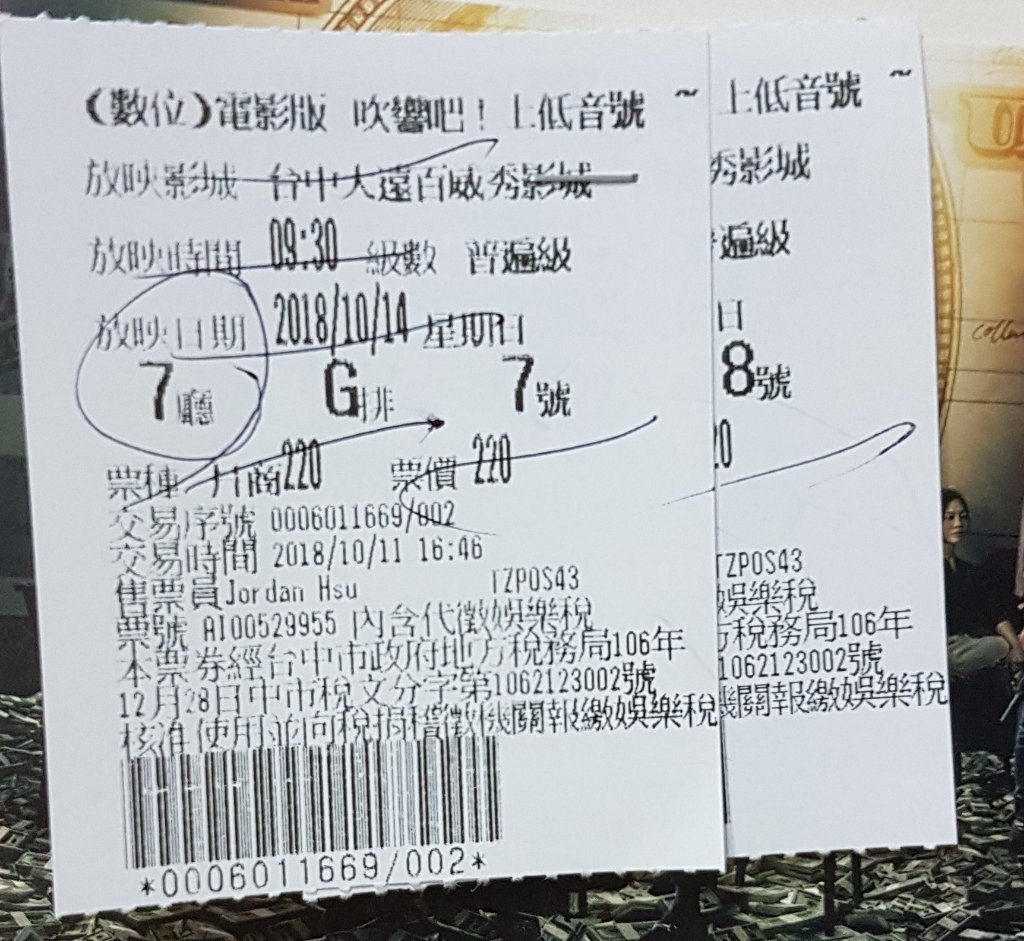 (數位)電影版 吹響吧!上低音號 ~
放映影城 台中大遠百威秀影城
放映時間 09:30 級數 普遍級
放映日期 2018/10/14 星期日
7廳 G排 7號
票種 220 票價 220
交易序號 0006011669/002
交易時間 2018/10/11 16:46
售票員Jordan Hsu TZPOS43
票號 AI00529955 內含代徵娛樂稅
本票券經台中市政府地方稅務局106年
12月28日中市稅文分字第1062123002號
核准使用並向稅捐稽徵機關報繳娛樂稅
*0006011669/002*
上低音號 ~
秀影城
遍級
日
8號
TZPOS43
娛樂稅
方稅務局106年
1062123002號
機關報繳娛樂稅